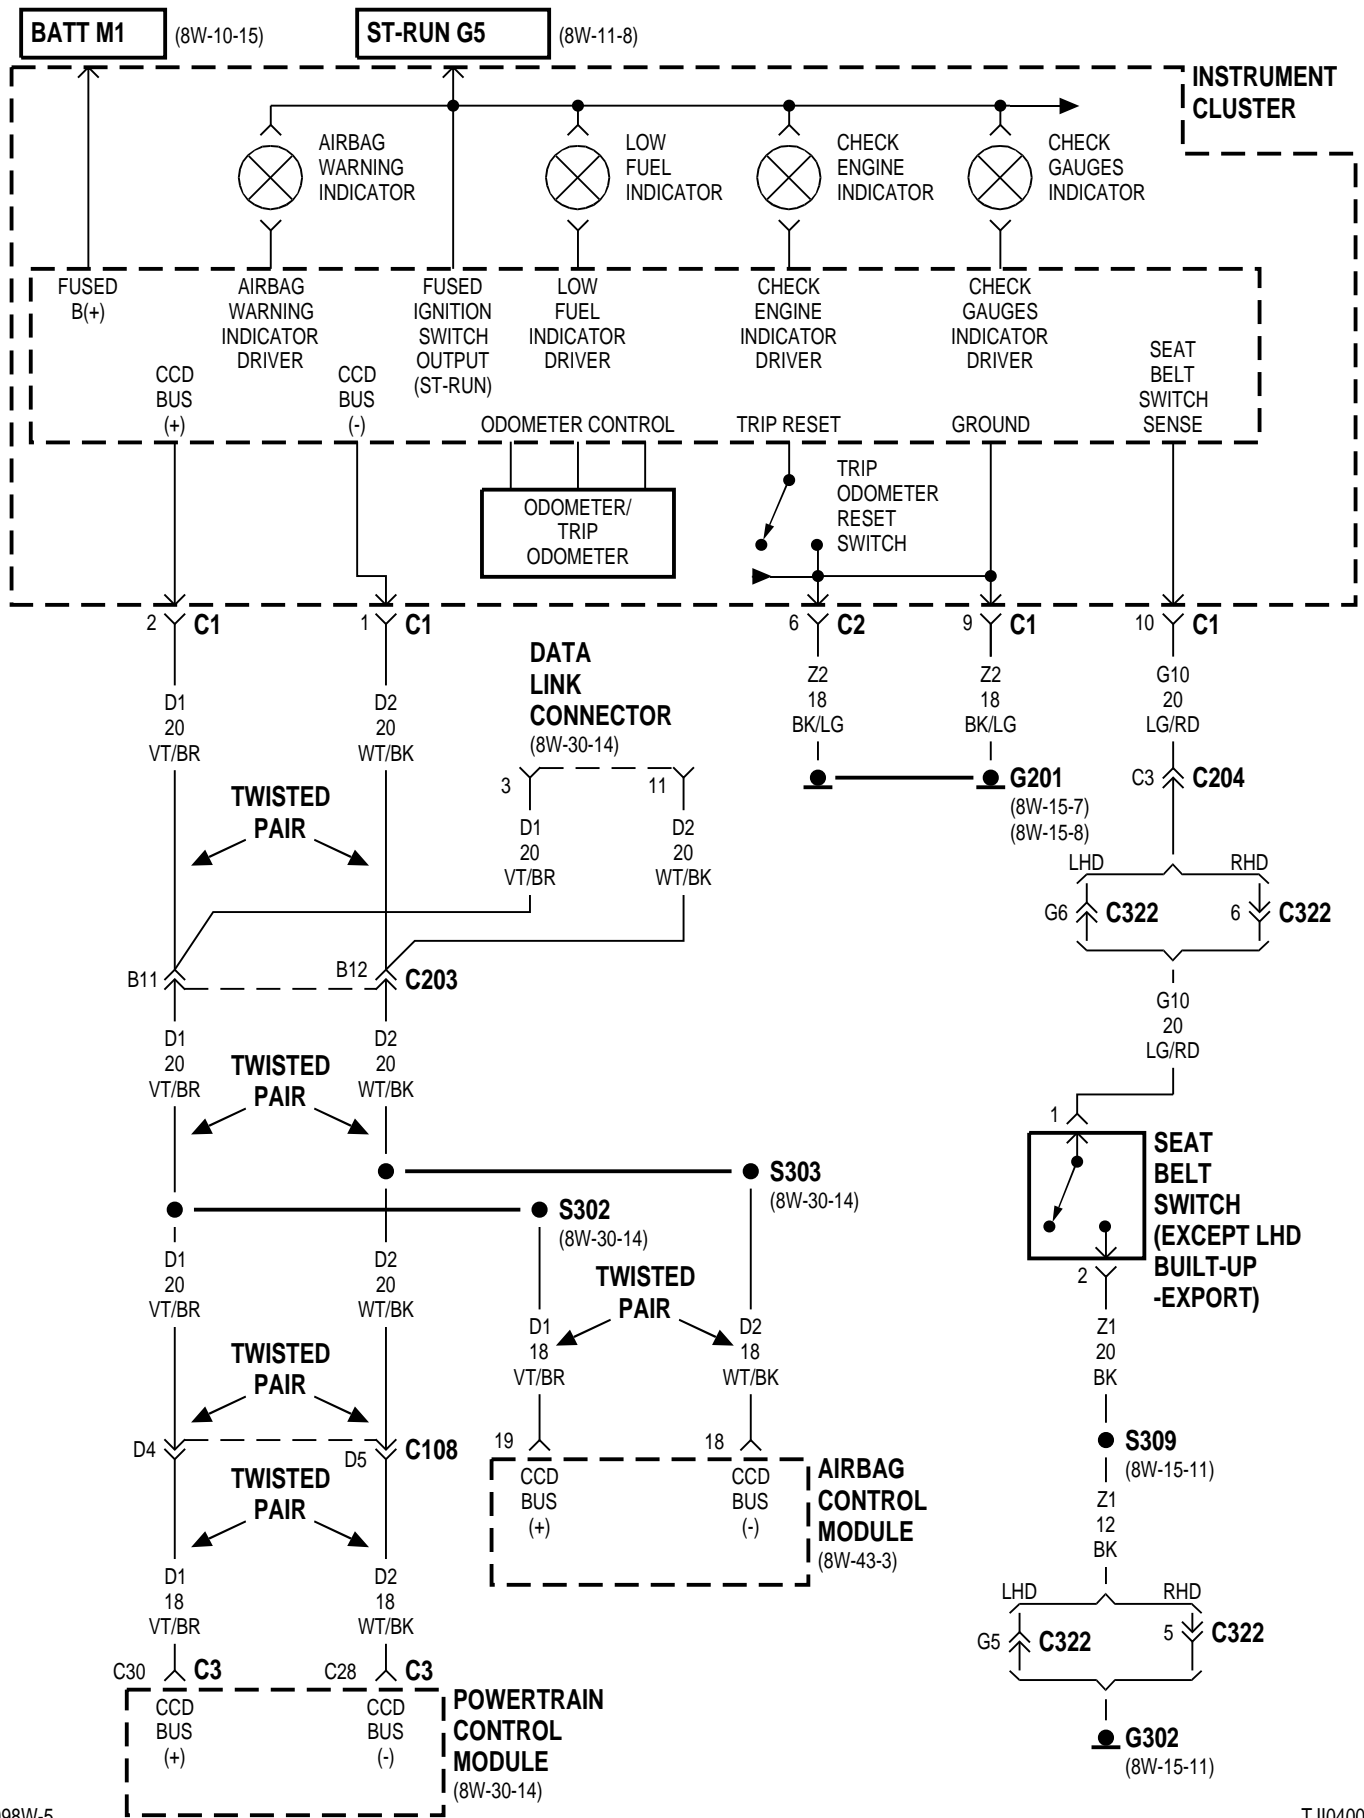 BATT M1
(8W-10-15)
ST-RUN G5
(8W-11-8)
INSTRUMENT
CLUSTER
AIRBAG
WARNING
INDICATOR
LOW
FUEL
INDICATOR
CHECK
ENGINE
INDICATOR
CHECK
GAUGES
INDICATOR
FUSED
B(+)
AIRBAG
WARNING
INDICATOR
DRIVER
FUSED
IGNITION
SWITCH
OUTPUT
(ST-RUN)
LOW
FUEL
INDICATOR
DRIVER
CHECK
ENGINE
INDICATOR
DRIVER
CHECK
GAUGES
INDICATOR
DRIVER
SEAT
BELT
SWITCH
SENSE
CCD
BUS
(+)
CCD
BUS
(-)
ODOMETER CONTROL
TRIP RESET
GROUND
ODOMETER/
TRIP
ODOMETER
TRIP
ODOMETER
RESET
SWITCH
2 C1
1 C1
6 C2
9 C1
10 C1
D1
20
VT/BR
D2
20
WT/BK
DATA
LINK
CONNECTOR
(8W-30-14)
Z2
18
BK/LG
Z2
18
BK/LG
G10
20
LG/RD
3
11
D1
20
VT/BR
D2
20
WT/BK
TWISTED
PAIR
G201
(8W-15-7)
(8W-15-8)
C3 C204
LHD
RHD
G6 C322
6 C322
B11
B12 C203
G10
20
LG/RD
D1
20
VT/BR
D2
20
WT/BK
TWISTED
PAIR
1
SEAT
BELT
SWITCH
(EXCEPT LHD
BUILT-UP
-EXPORT)
2
S303
(8W-30-14)
S302
(8W-30-14)
D1
20
VT/BR
D2
20
WT/BK
TWISTED
PAIR
D1
18
VT/BR
D2
18
WT/BK
Z1
20
BK
TWISTED
PAIR
D4
D5 C108
19
18
CCD
BUS
(+)
CCD
BUS
(-)
AIRBAG
CONTROL
MODULE
(8W-43-3)
S309
(8W-15-11)
Z1
12
BK
TWISTED
PAIR
D1
18
VT/BR
D2
18
WT/BK
LHD
RHD
G5 C322
5 C322
C30 C3
C28 C3
CCD
BUS
(+)
CCD
BUS
(-)
POWERTRAIN
CONTROL
MODULE
(8W-30-14)
G302
(8W-15-11)